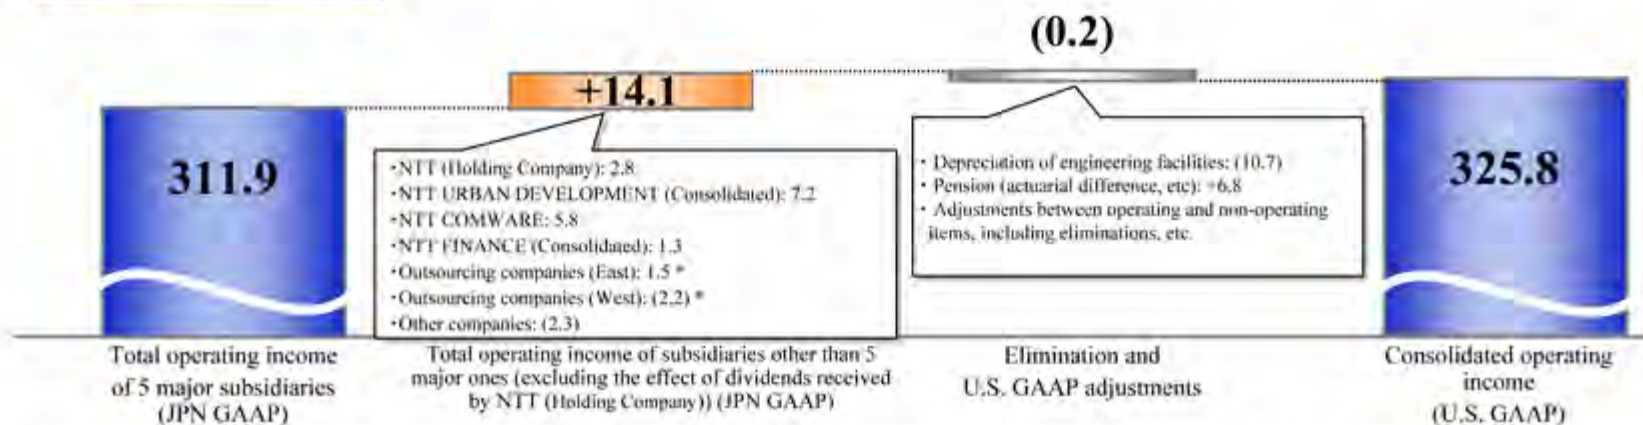 (0.2)
+14.1
311.9
325.8
・NTT (Holding Company): 2.8
・NTT URBAN DEVELOPMENT (Consolidated): 7.2
・NTT COMWARE: 5.8
・NTT FINANCE (Consolidated): 1.3
・Outsourcing companies (East): 1.5 *
・Outsourcing companies (West): (2.2) *
・Other companies: (2.3)
・Depreciation of engineering facilities: (10.7)
・Pension (actuarial difference, etc): +6.8
・Adjustments between operating and non-operating
items, including eliminations, etc.
Total operating income
of 5 major subsidiaries
(JPN GAAP)
Total operating income of subsidiaries other than 5
major ones (excluding the effect of dividends received
by NTT (Holding Company)) (JPN GAAP)
Elimination and
U.S. GAAP adjustments
Consolidated operating
income
(U.S. GAAP)